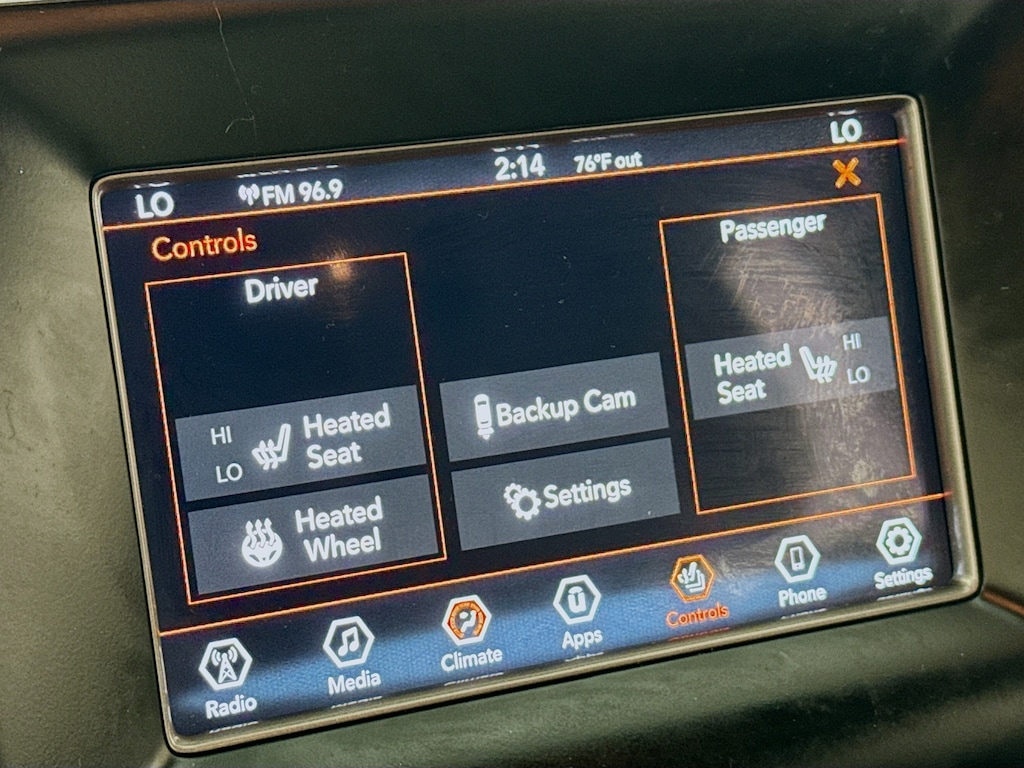 LO
FM 96.9
2:14
76°F out
LO
Controls
Driver
HI
LO
Heated
Seat
Heated
Wheel
Backup Cam
Settings
Passenger
Heated
Seat
HI
LO
Radio
Media
Climate
Apps
Controls
Phone
Settings